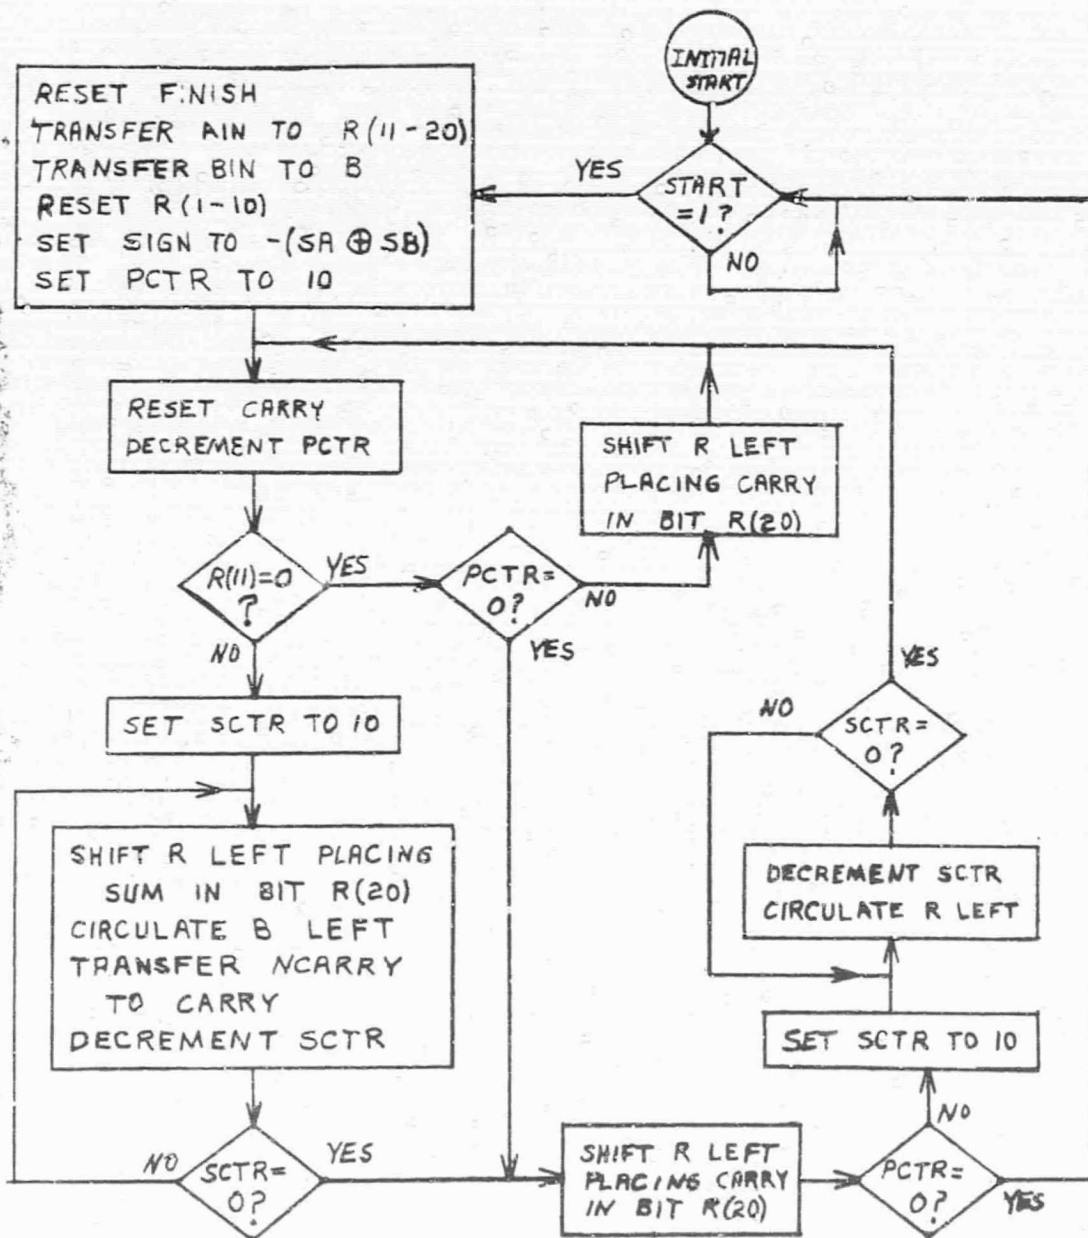 INITIAL
START
RESET FINISH
TRANSFER AIN TO R(11-20)
TRANSFER BIN TO B
RESET R(1-10)
SET SIGN TO -(SA ⊕ SB)
SET PCTR TO 10
YES
START
=1?
NO
RESET CARRY
DECREMENT PCTR
SHIFT R LEFT
PLACING CARRY
IN BIT R(20)
R(11)=0
?
YES
PCTR=
0?
NO
NO
YES
SET SCTR TO 10
YES
NO
SCTR=
0?
SHIFT R LEFT PLACING
SUM IN BIT R(20)
CIRCULATE B LEFT
TRANSFER NCARRY
TO CARRY
DECREMENT SCTR
DECREMENT SCTR
CIRCULATE R LEFT
SET SCTR TO 10
NO
NO
SCTR=
0?
YES
SHIFT R LEFT
PLACING CARRY
IN BIT R(20)
PCTR=
0?
YES